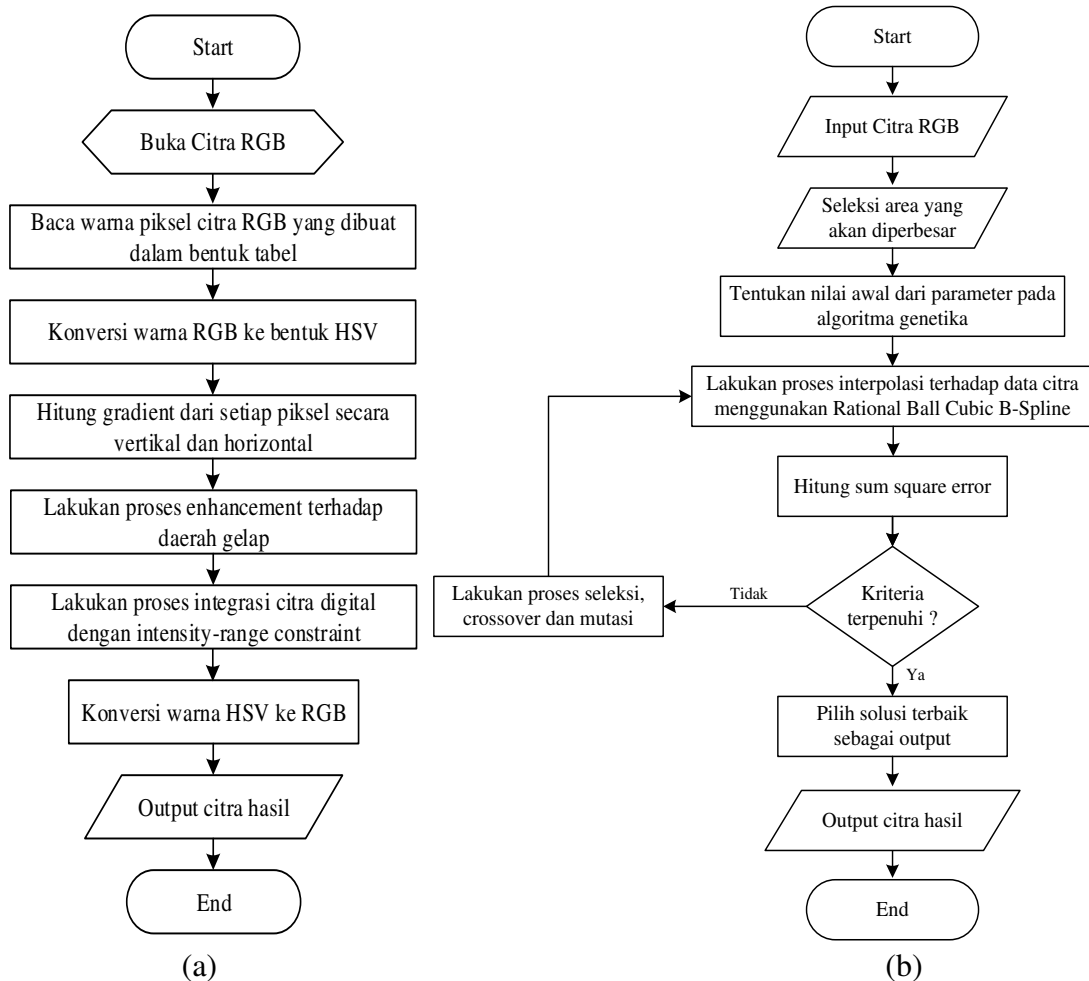 Start
Buka Citra RGB
Baca warna piksel citra RGB yang dibuat
dalam bentuk tabel
Konversi warna RGB ke bentuk HSV
Hitung gradient dari setiap piksel secara
vertikal dan horizontal
Lakukan proses enhancement terhadap
daerah gelap
Lakukan proses integrasi citra digital
dengan intensity-range constraint
Konversi warna HSV ke RGB
Output citra hasil
End
(a)
Start
Input Citra RGB
Seleksi area yang
akan diperbesar
Tentukan nilai awal dari parameter pada
algoritma genetika
Lakukan proses interpolasi terhadap data citra
menggunakan Rational Ball Cubic B-Spline
Hitung sum square error
Kriteria
terpenuhi ?
Tidak
Lakukan proses seleksi,
crossover dan mutasi
Ya
Pilih solusi terbaik
sebagai output
Output citra hasil
End
(b)